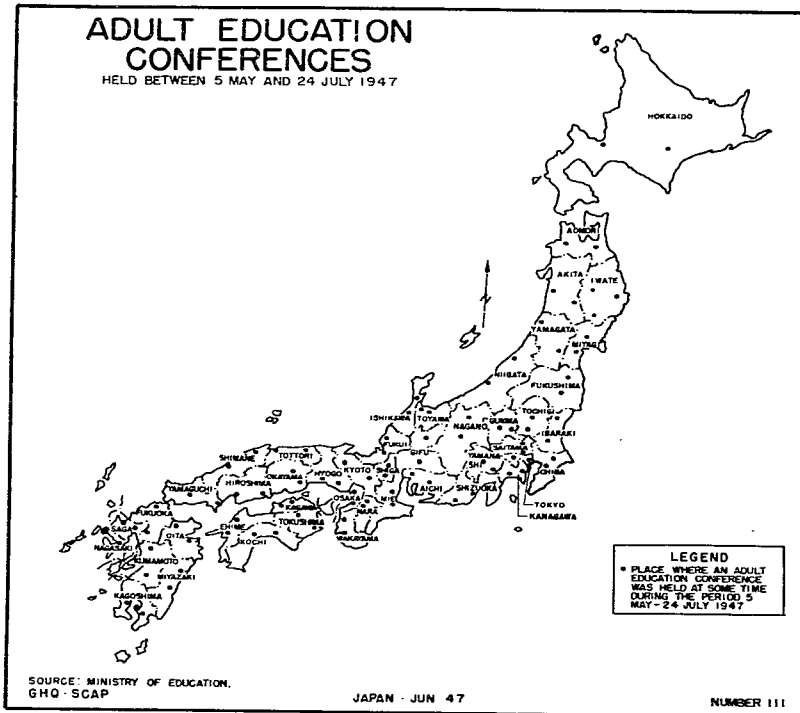 ADULT EDUCATION
CONFERENCES
HELD BETWEEN 5 MAY AND 24 JULY 1947
HOKKAIDO
AOMORI
AKITA
IWATE
YAMAGATA
MIYAGI
NIIGATA
FUKUSHIMA
ISHIKAWA
TOYAMA
TOCHIGI
NAGANO
GUNMA
IBARAKI
FUKUI
GIFU
SAITAMA
YAMANA-
SHI
CHIBA
SHIMANE
TOTTORI
KYOTO
SHIGA
OKAYAMA
HYOGO
HIROSHIMA
YAMAGUCHI
AICHI
SHIZUOKA
OSAKA
MIE
NARA
TOKYO
KANAGAWA
FUKUOKA
KAGAWA
SAGA
EHIME
TOKUSHIMA
OITA
KOCHI
WAKAYAMA
NAGASAKI
KUMAMOTO
MIYAZAKI
KAGOSHIMA
N
LEGEND
• PLACE WHERE AN ADULT
EDUCATION CONFERENCE
WAS HELD AT SOME TIME
DURING THE PERIOD 5
MAY-24 JULY 1947
SOURCE: MINISTRY OF EDUCATION.
GHQ-SCAP
JAPAN - JUN 47
NUMBER III